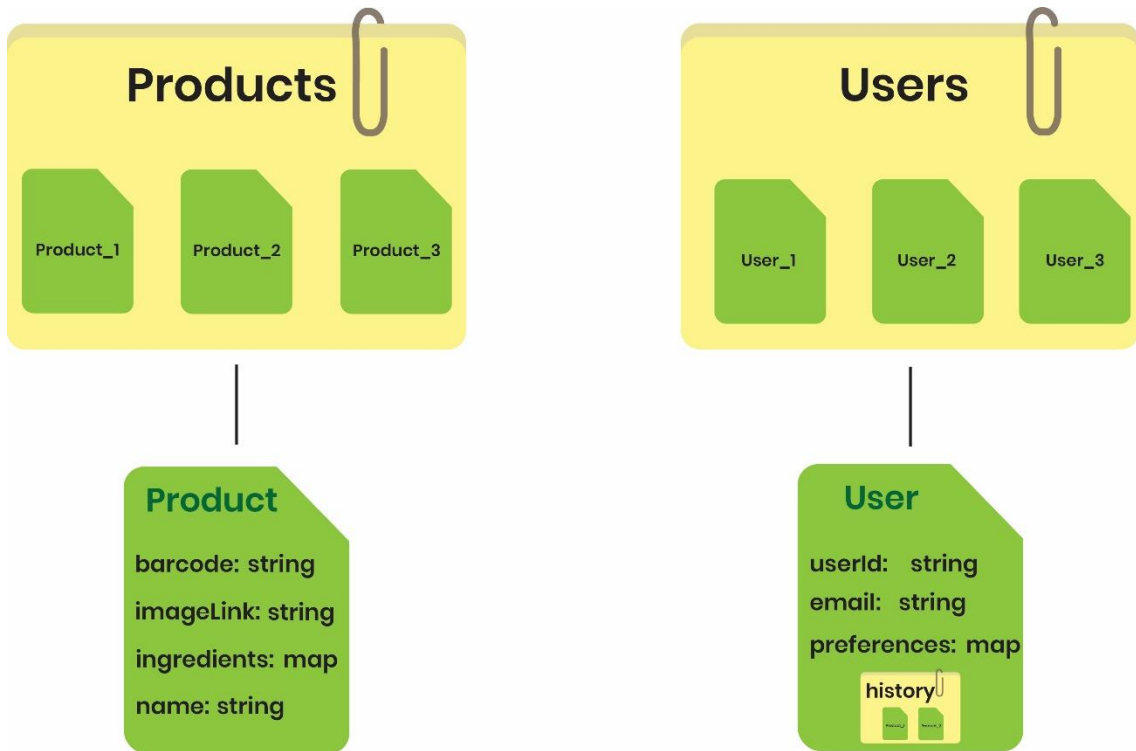 Products
Product_1
Product_2
Product_3
Users
User_1
User_2
User_3
Product
barcode: string
imageLink: string
ingredients: map
name: string
User
userId: string
email: string
preferences: map
history